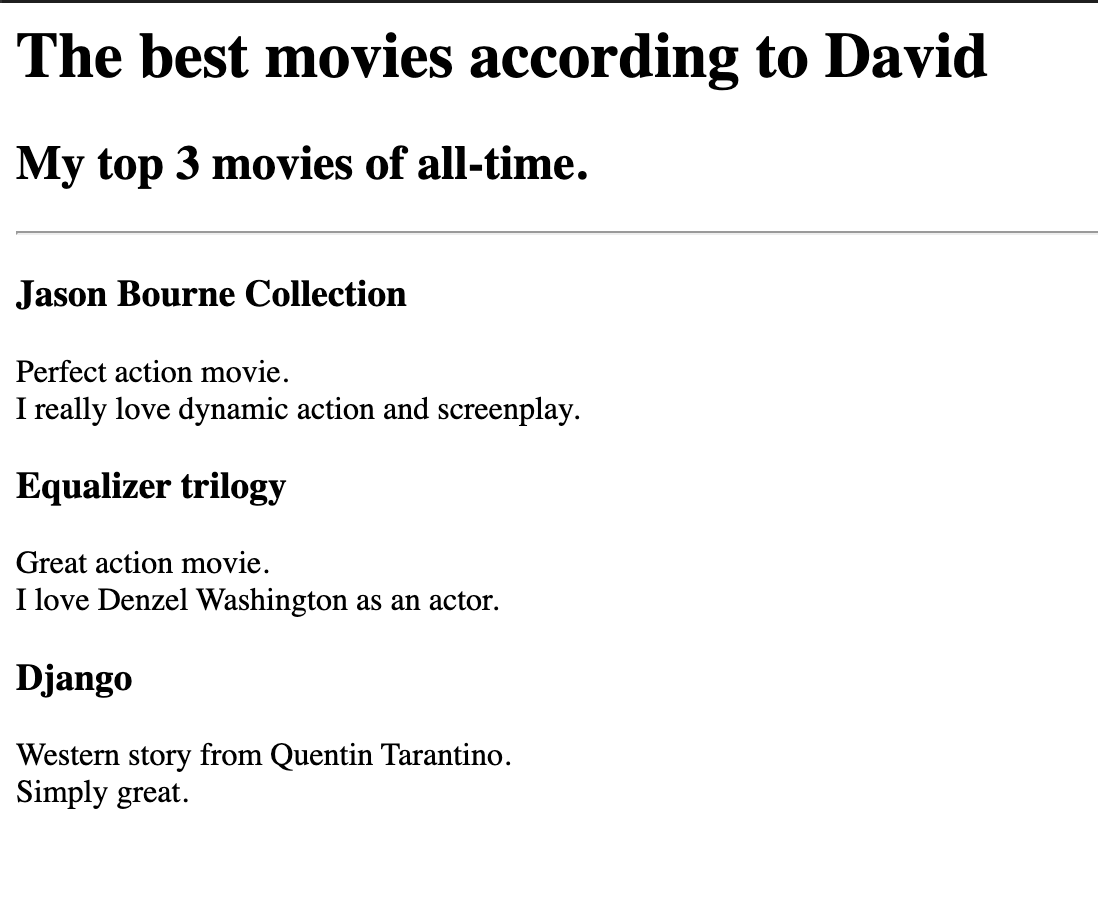 The best movies according to David
My top 3 movies of all-time.
Jason Bourne Collection
Perfect action movie.
I really love dynamic action and screenplay.
Equalizer trilogy
Great action movie.
I love Denzel Washington as an actor.
Django
Western story from Quentin Tarantino.
Simply great.